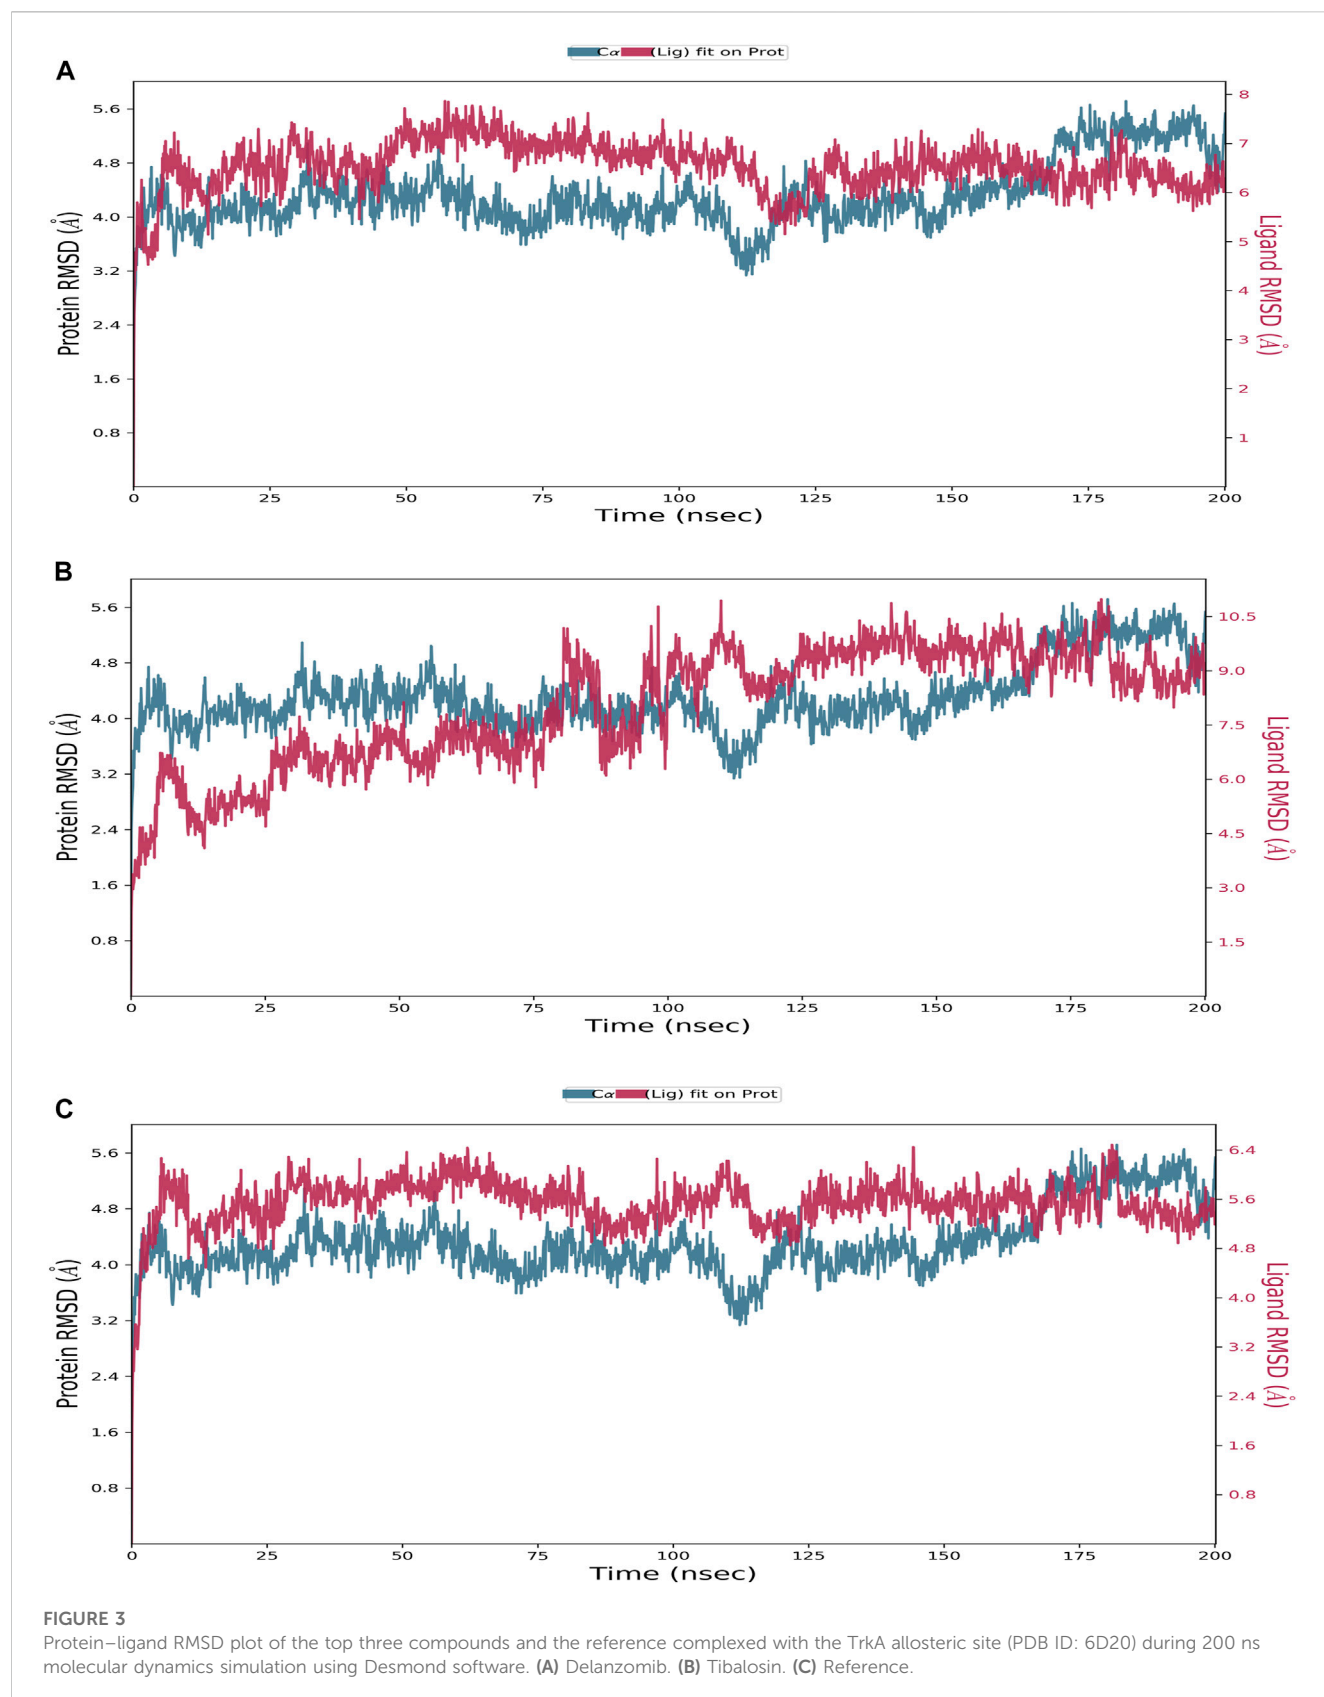 A
Cα (Lig) fit on Prot
Protein RMSD (Å)
5.6
4.8
4.0
3.2
2.4
1.6
0.8
8
7
6
5
4
3
2
1
Ligand RMSD (Å)
0 25 50 75 100 125 150 175 200
Time (nsec)
B
Protein RMSD (Å)
5.6
4.8
4.0
3.2
2.4
1.6
0.8
10.5
9.0
7.5
6.0
4.5
3.0
1.5
Ligand RMSD (Å)
0 25 50 75 100 125 150 175 200
Time (nsec)
C
Cα (Lig) fit on Prot
Protein RMSD (Å)
5.6
4.8
4.0
3.2
2.4
1.6
0.8
6.4
5.6
4.8
4.0
3.2
2.4
1.6
0.8
Ligand RMSD (Å)
0 25 50 75 100 125 150 175 200
Time (nsec)
FIGURE 3
Protein–ligand RMSD plot of the top three compounds and the reference complexed with the TrkA allosteric site (PDB ID: 6D20) during 200 ns
molecular dynamics simulation using Desmond software. (A) Delanzomib. (B) Tibalosin. (C) Reference.